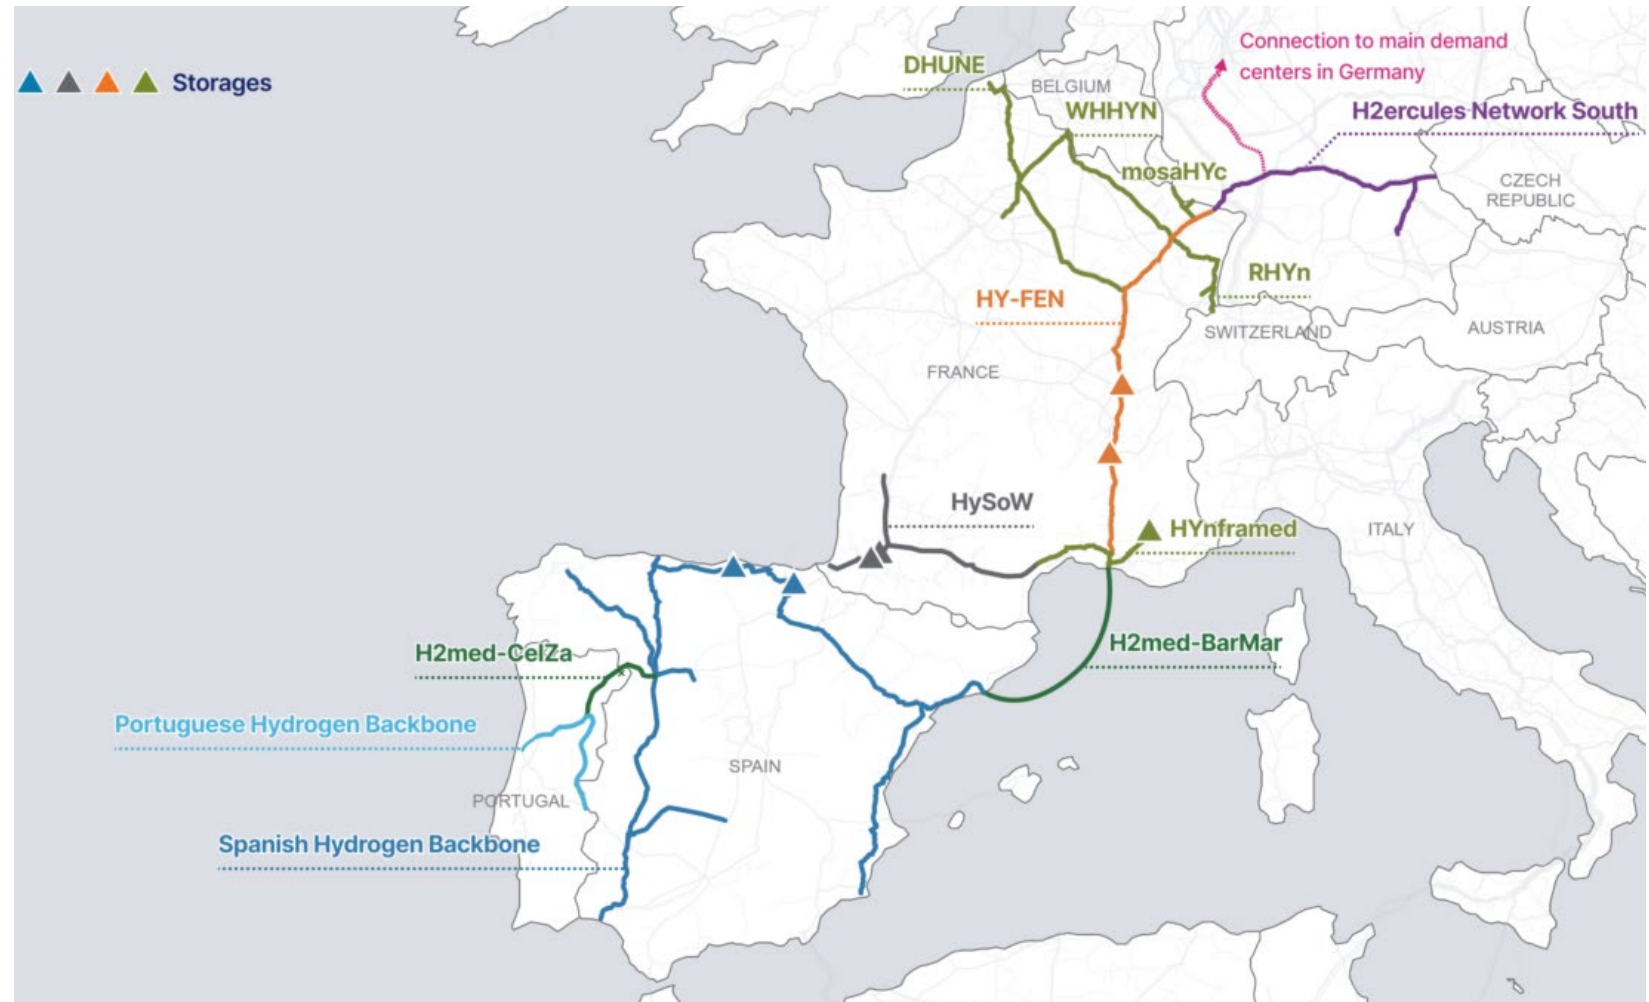 Storages
Connection to main demand
centers in Germany
DHUNE
BELGIUM
WHHYN
H2ercules Network South
mosaHYc
CZECH
REPUBLIC
RHYn
HY-FEN
SWITZERLAND
AUSTRIA
FRANCE
HySoW
HYnframed
ITALY
H2med-CelZa
H2med-BarMar
Portuguese Hydrogen Backbone
SPAIN
PORTUGAL
Spanish Hydrogen Backbone